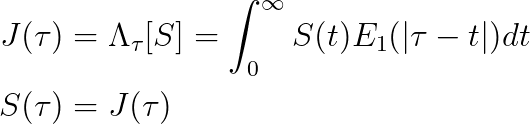 J(τ) = Λ_τ[S] = ∫_0^∞ S(t)E_1(|τ − t|)dt
S(τ) = J(τ)